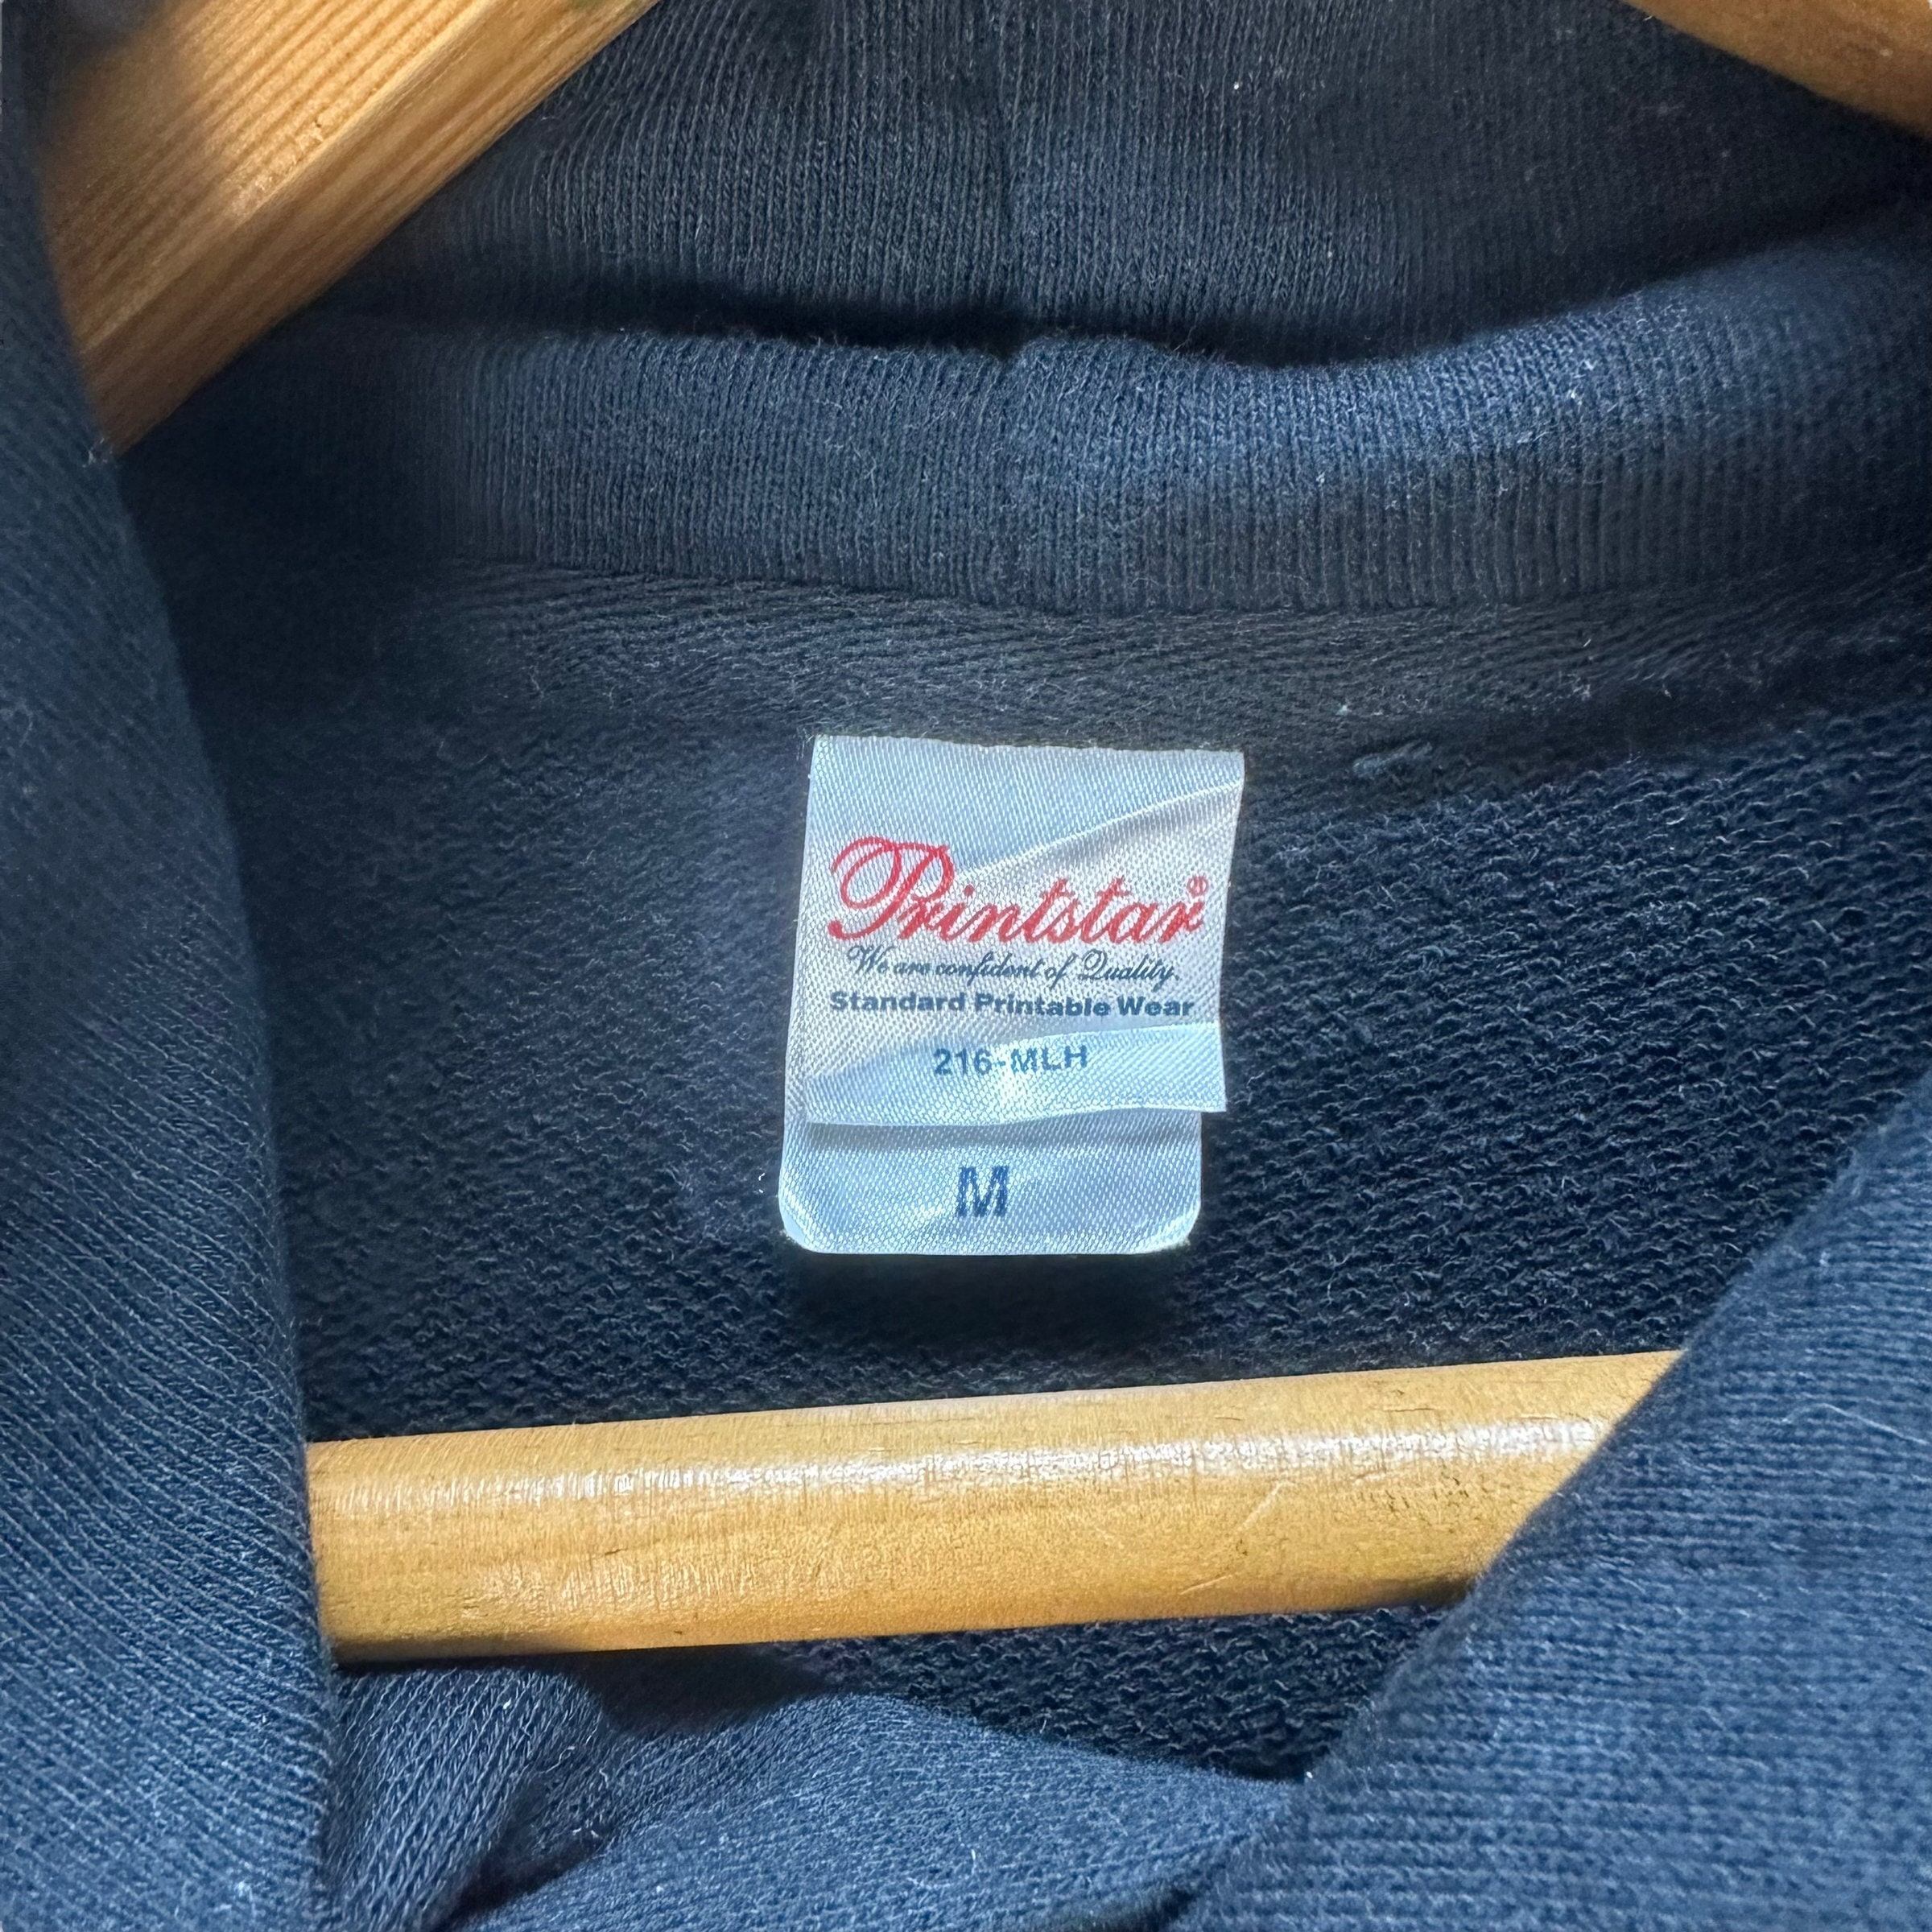 Printstar®
We are confident of Quality.
Standard Printable Wear
216-MLH
M